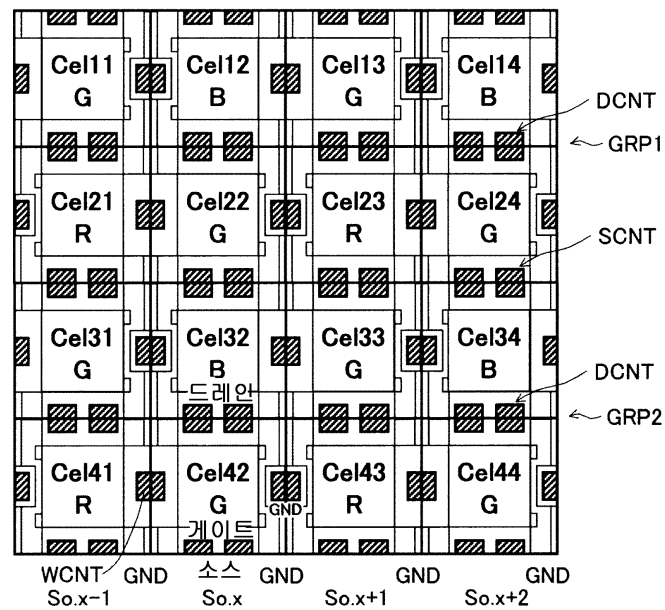 Cel11 Cel12 Cel13 Cel14
G B G B
DCNT
GRP1
Cel21 Cel22 Cel23 Cel24
R G R G
SCNT
Cel31 Cel32 Cel33 Cel34
G B G B
DCNT
드레인
GRP2
Cel41 Cel42 Cel43 Cel44
R G R G
GND
게이트
WCNT GND 소스 GND GND GND
So.x-1 So.x So.x+1 So.x+2